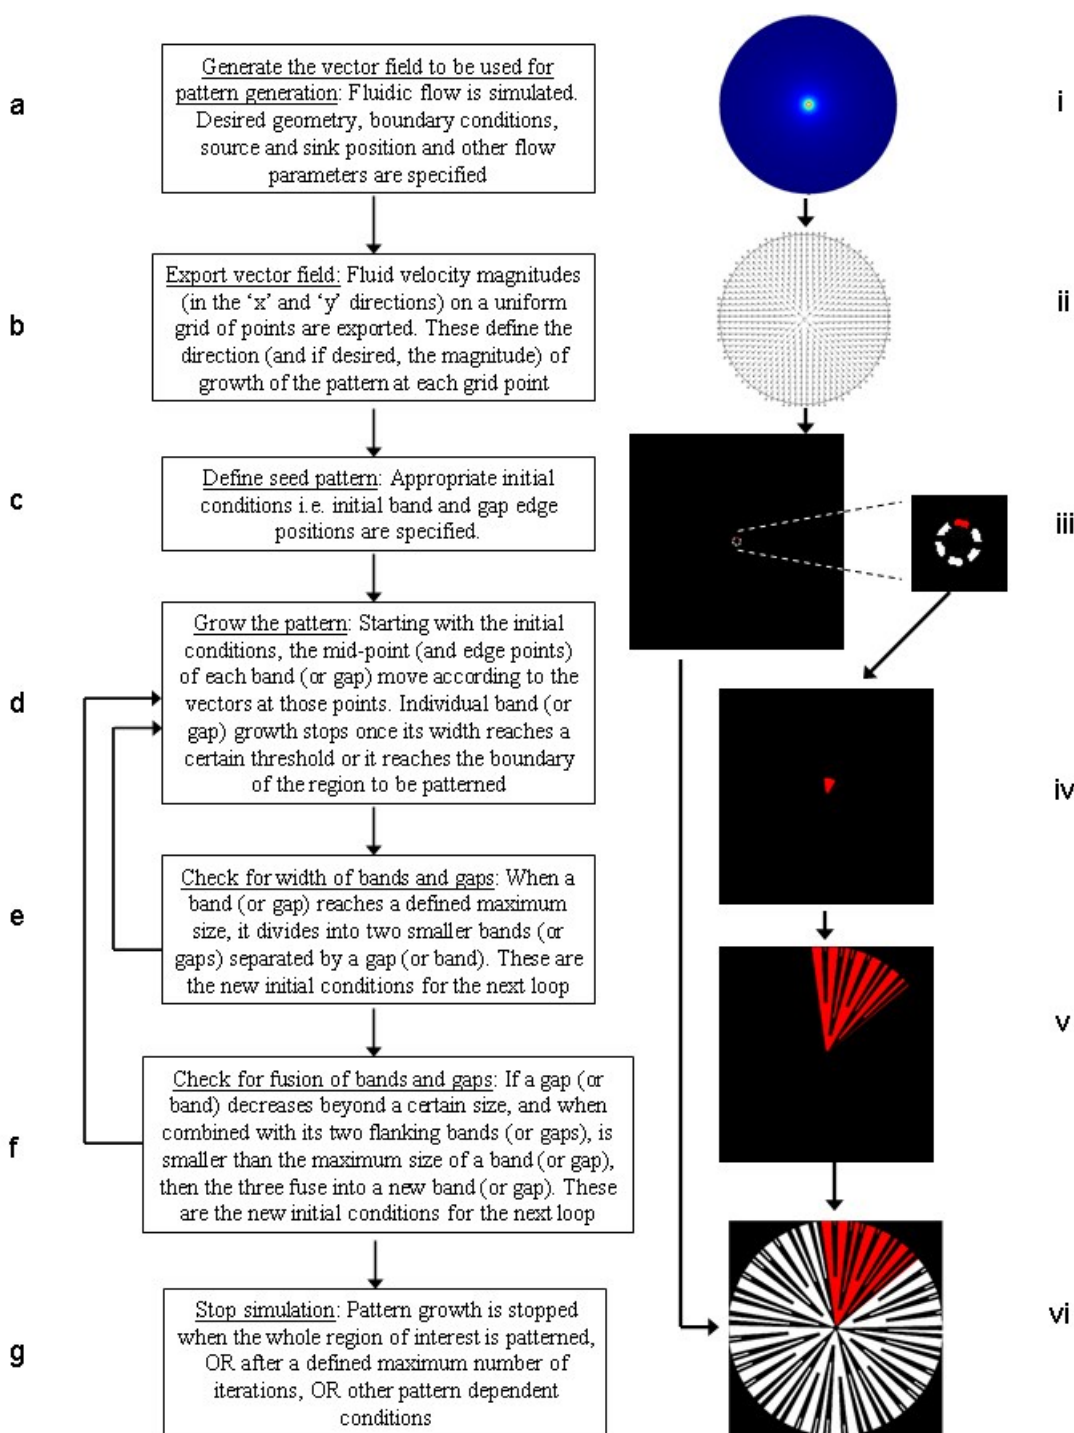 a
Generate the vector field to be used for
pattern generation: Fluidic flow is simulated.
Desired geometry, boundary conditions,
source and sink position and other flow
parameters are specified
i
b
Export vector field: Fluid velocity magnitudes
(in the ‘x’ and ‘y’ directions) on a uniform
grid of points are exported. These define the
direction (and if desired, the magnitude) of
growth of the pattern at each grid point
ii
c
Define seed pattern: Appropriate initial
conditions i.e. initial band and gap edge
positions are specified.
iii
d
Grow the pattern: Starting with the initial
conditions, the mid-point (and edge points)
of each band (or gap) move according to the
vectors at those points. Individual band (or
gap) growth stops once its width reaches a
certain threshold or it reaches the boundary
of the region to be patterned
iv
e
Check for width of bands and gaps: When a
band (or gap) reaches a defined maximum
size, it divides into two smaller bands (or
gaps) separated by a gap (or band). These are
the new initial conditions for the next loop
v
f
Check for fusion of bands and gaps: If a gap (or
band) decreases beyond a certain size, and when
combined with its two flanking bands (or gaps), is
smaller than the maximum size of a band (or gap),
then the three fuse into a new band (or gap). These
are the new initial conditions for the next loop
vi
g
Stop simulation: Pattern growth is stopped
when the whole region of interest is patterned,
OR after a defined maximum number of
iterations, OR other pattern dependent
conditions